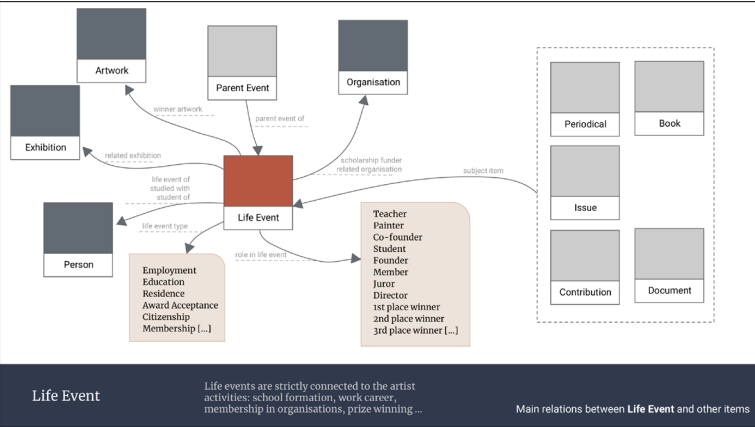 Artwork
Parent Event
Organisation
Exhibition
winner artwork
parent event of
related exhibition
scholarship funder
related organisation
life event of
studied with
student of
life event type
Life Event
role in life event
subject item
Person
Employment
Education
Residence
Award Acceptance
Citizenship
Membership [...]
Teacher
Painter
Co-founder
Student
Founder
Member
Juror
Director
1st place winner
2nd place winner
3rd place winner [...]
Periodical
Book
Issue
Contribution
Document
Life Event
Life events are strictly connected to the artist
activities: school formation, work career,
membership in organisations, prize winning ...
Main relations between Life Event and other items